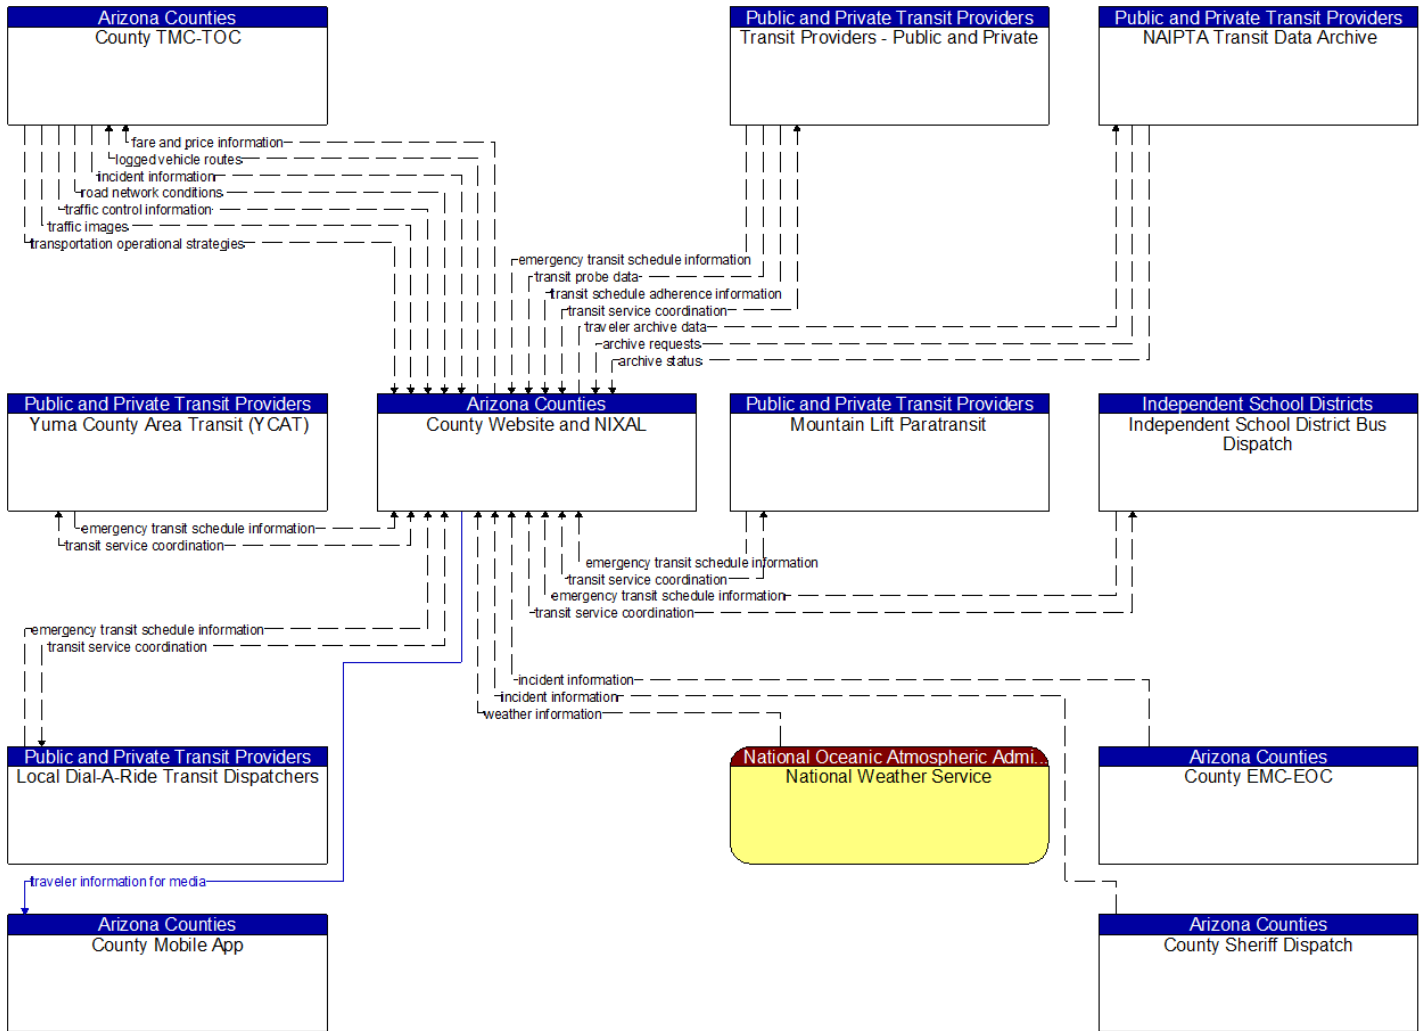 Arizona Counties
County TMC-TOC
Public and Private Transit Providers
Transit Providers - Public and Private
Public and Private Transit Providers
NAIPTA Transit Data Archive
fare and price information
logged vehicle routes
incident information
road network conditions
traffic control information
traffic images
transportation operational strategies
emergency transit schedule information
transit probe data
transit schedule adherence information
transit service coordination
traveler archive data
archive requests
archive status
Public and Private Transit Providers
Yuma County Area Transit (YCAT)
Arizona Counties
County Website and NIXAL
Public and Private Transit Providers
Mountain Lift Paratransit
Independent School Districts
Independent School District Bus
Dispatch
emergency transit schedule information
transit service coordination
emergency transit schedule information
transit service coordination
emergency transit schedule information
transit service coordination
emergency transit schedule information
transit service coordination
incident information
incident information
weather information
Public and Private Transit Providers
Local Dial-A-Ride Transit Dispatchers
National Oceanic Atmospheric Admi...
National Weather Service
Arizona Counties
County EMC-EOC
traveler information for media
Arizona Counties
County Mobile App
Arizona Counties
County Sheriff Dispatch